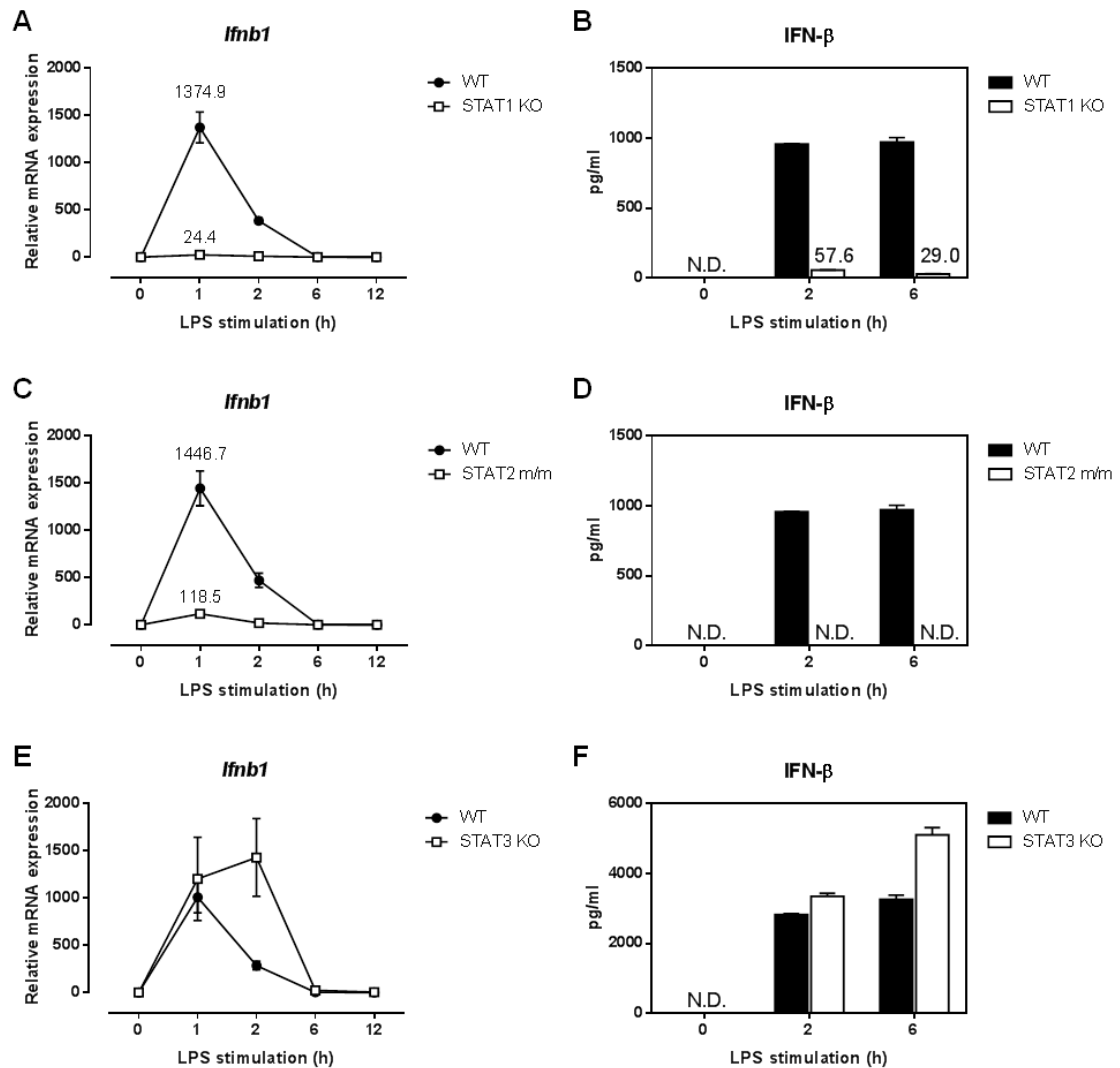 A
Ifnb1
Relative mRNA expression
2000
1500
1000
500
0
1374.9
24.4
0 1 2 6 12
LPS stimulation (h)
WT
STAT1 KO
B
IFN-β
pg/ml
1500
1000
500
0
N.D.
57.6
29.0
0 2 6
LPS stimulation (h)
WT
STAT1 KO
C
Ifnb1
Relative mRNA expression
2000
1500
1000
500
0
1446.7
118.5
0 1 2 6 12
LPS stimulation (h)
WT
STAT2 m/m
D
IFN-β
pg/ml
1500
1000
500
0
N.D. N.D. N.D.
0 2 6
LPS stimulation (h)
WT
STAT2 m/m
E
Ifnb1
Relative mRNA expression
2000
1500
1000
500
0
0 1 2 6 12
LPS stimulation (h)
WT
STAT3 KO
F
IFN-β
pg/ml
6000
4000
2000
0
N.D.
0 2 6
LPS stimulation (h)
WT
STAT3 KO